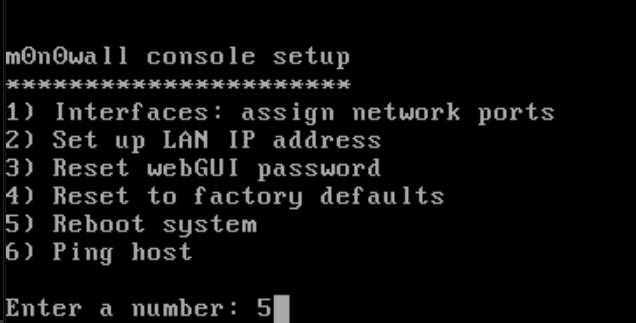 m0n0wall console setup
**********************
1) Interfaces: assign network ports
2) Set up LAN IP address
3) Reset webGUI password
4) Reset to factory defaults
5) Reboot system
6) Ping host
Enter a number: 5